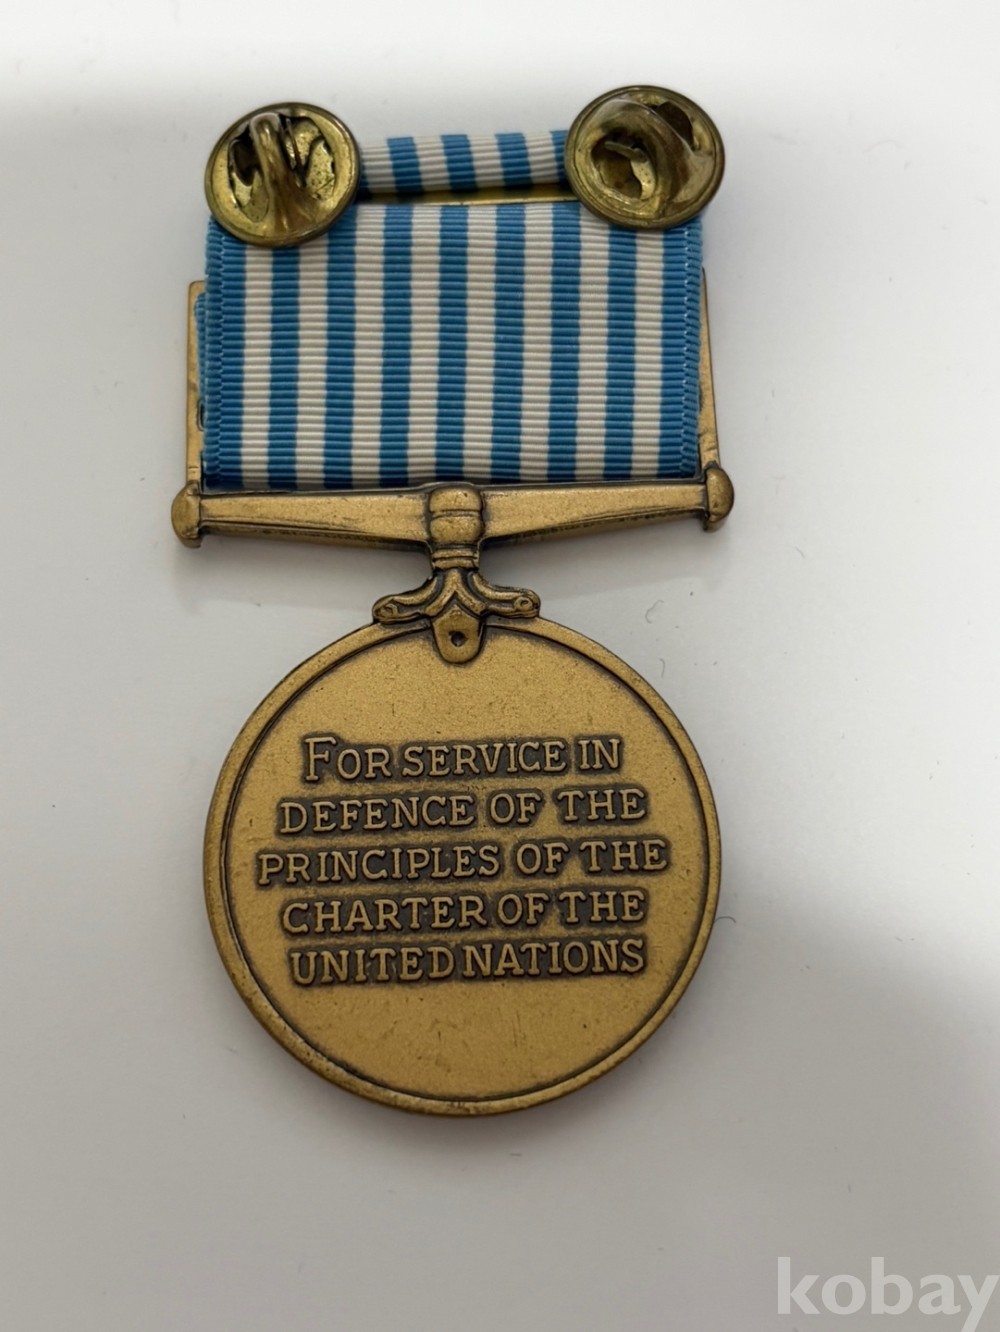 FOR SERVICE IN
DEFENCE OF THE
PRINCIPLES OF THE
CHARTER OF THE
UNITED NATIONS
kobay